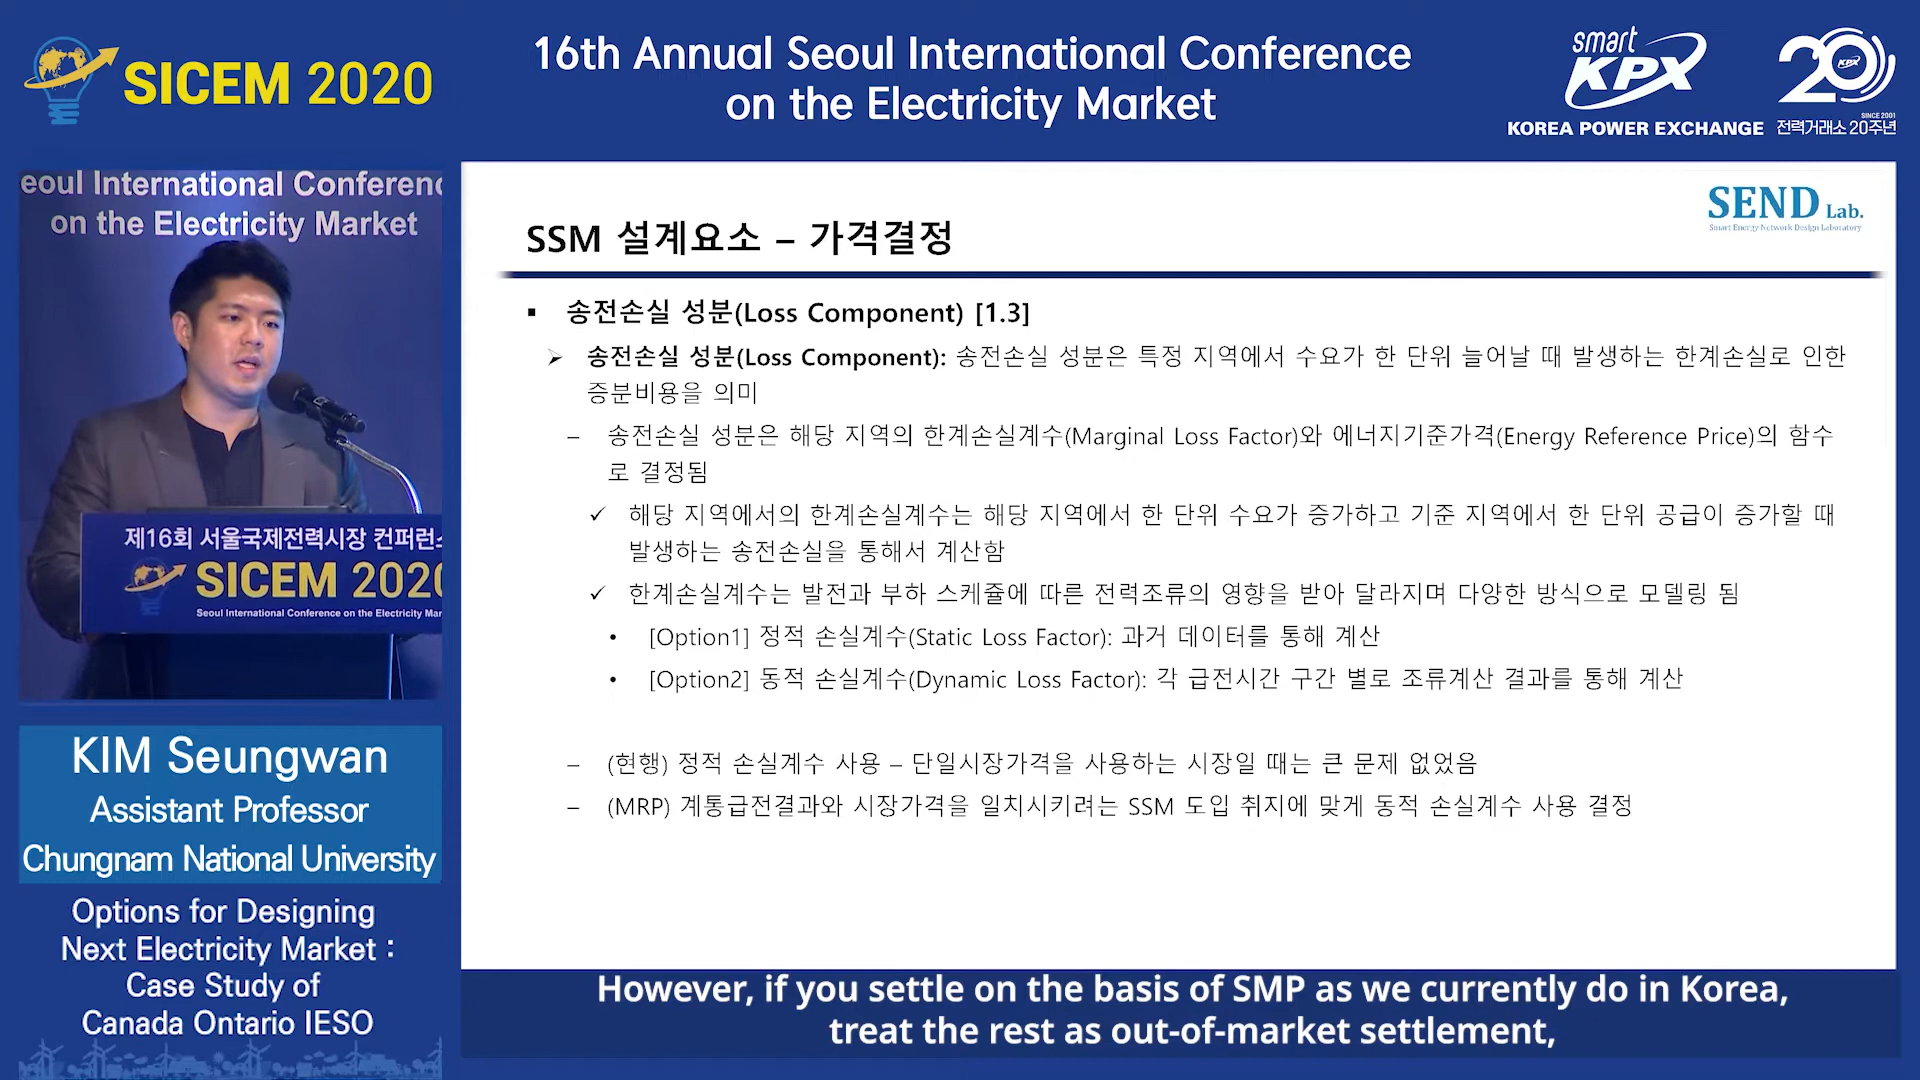 SICEM 2020
16th Annual Seoul International Conference
on the Electricity Market
smart
KPX
KOREA POWER EXCHANGE
20
KPX
SINCE 2001
전력거래소 20주년
eoul International Conferenc
on the Electricity Market
제16회 서울국제전력시장 컨퍼런스
SICEM 2020
Seoul International Conference on the Electricity Mar
KIM Seungwan
Assistant Professor
Chungnam National University
Options for Designing
Next Electricity Market :
Case Study of
Canada Ontario IESO
SEND Lab.
Smart Energy Network Design Laboratory
SSM 설계요소 – 가격결정
▪ 송전손실 성분(Loss Component) [1.3]
➢ 송전손실 성분(Loss Component): 송전손실 성분은 특정 지역에서 수요가 한 단위 늘어날 때 발생하는 한계손실로 인한
증분비용을 의미
– 송전손실 성분은 해당 지역의 한계손실계수(Marginal Loss Factor)와 에너지기준가격(Energy Reference Price)의 함수
로 결정됨
✓ 해당 지역에서의 한계손실계수는 해당 지역에서 한 단위 수요가 증가하고 기준 지역에서 한 단위 공급이 증가할 때
발생하는 송전손실을 통해서 계산함
✓ 한계손실계수는 발전과 부하 스케쥴에 따른 전력조류의 영향을 받아 달라지며 다양한 방식으로 모델링 됨
• [Option1] 정적 손실계수(Static Loss Factor): 과거 데이터를 통해 계산
• [Option2] 동적 손실계수(Dynamic Loss Factor): 각 급전시간 구간 별로 조류계산 결과를 통해 계산
– (현행) 정적 손실계수 사용 – 단일시장가격을 사용하는 시장일 때는 큰 문제 없었음
– (MRP) 계통급전결과와 시장가격을 일치시키려는 SSM 도입 취지에 맞게 동적 손실계수 사용 결정
However, if you settle on the basis of SMP as we currently do in Korea,
treat the rest as out-of-market settlement,